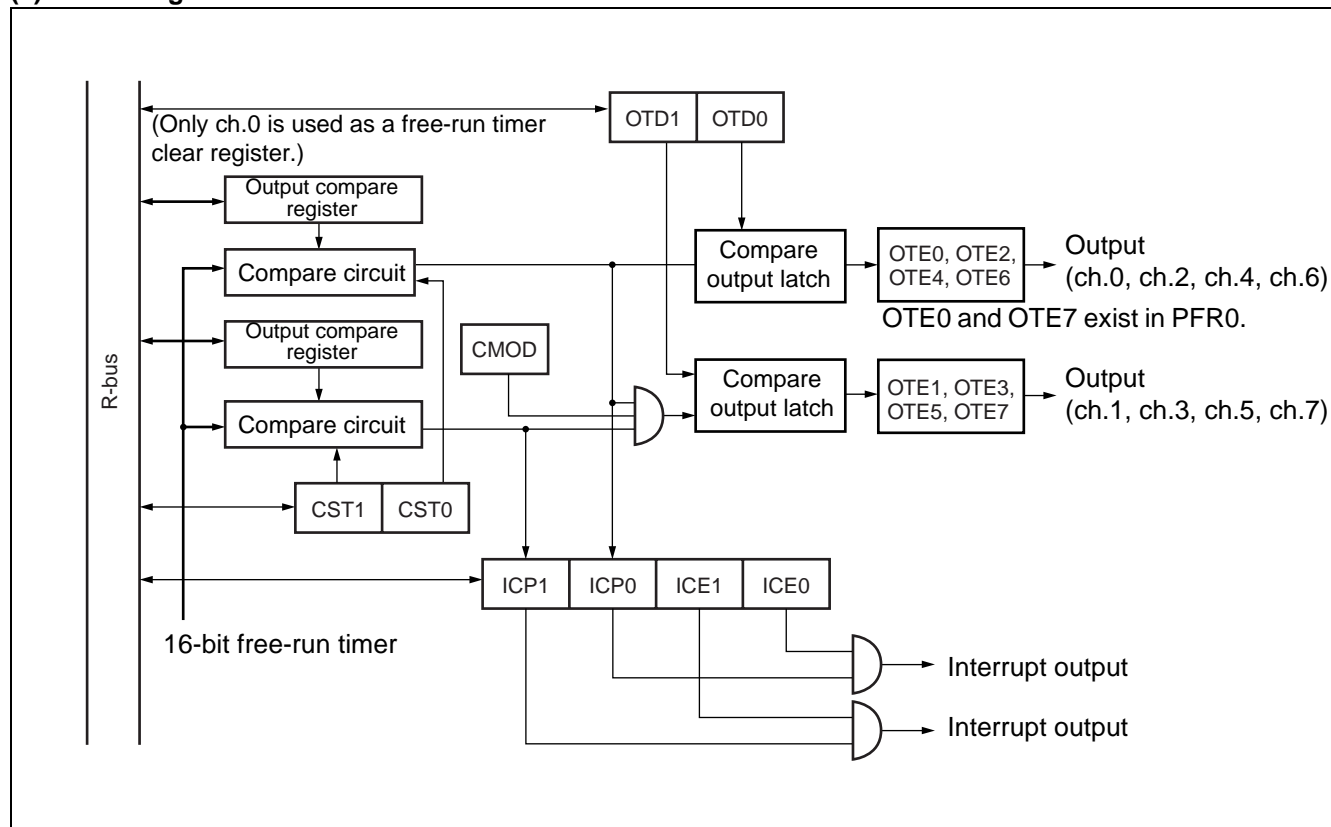 OTD1 OTD0
(Only ch.0 is used as a free-run timer
clear register.)
Output compare
register
Compare circuit
Compare
output latch
OTE0, OTE2,
OTE4, OTE6
Output
(ch.0, ch.2, ch.4, ch.6)
OTE0 and OTE7 exist in PFR0.
Output compare
register
CMOD
R-bus
Compare circuit
Compare
output latch
OTE1, OTE3,
OTE5, OTE7
Output
(ch.1, ch.3, ch.5, ch.7)
CST1 CST0
ICP1 ICP0 ICE1 ICE0
16-bit free-run timer
Interrupt output
Interrupt output